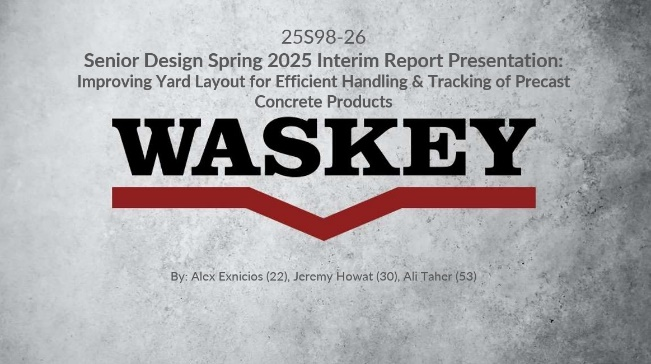 25S98-26
Senior Design Spring 2025 Interim Report Presentation:
Improving Yard Layout for Efficient Handling & Tracking of Precast
Concrete Products
WASKEY
By: Alex Exnicios (22), Jeremy Howat (30), Ali Taher (53)